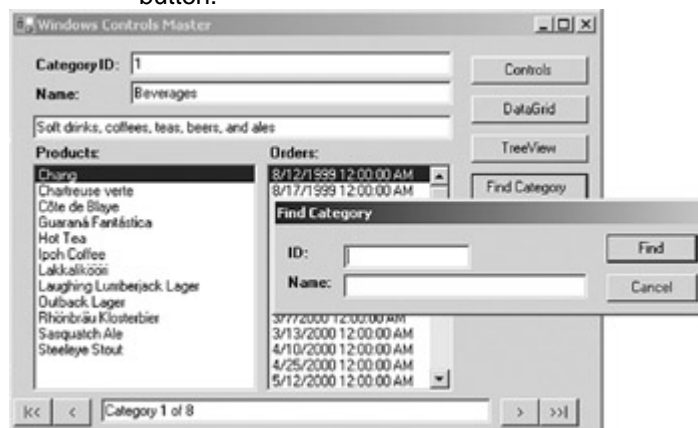 button.
Windows Controls Master
CategoryID: 1
Controls
Name: Beverages
DataGrid
Soft drinks, coffees, teas, beers, and ales
TreeView
Products:
Orders:
Find Category
Chang
Chartreuse verte
Côte de Blaye
Guaraná Fantástica
Hot Tea
Ipoh Coffee
Lakkalikööri
Laughing Lumberjack Lager
Outback Lager
Rhönbräu Klosterbier
Sasquatch Ale
Steeleye Stout
8/12/1999 12:00:00 AM
8/17/1999 12:00:00 AM
Find Category
ID:
Find
Name:
Cancel
3/7/2000 12:00:00 AM
3/13/2000 12:00:00 AM
4/10/2000 12:00:00 AM
4/25/2000 12:00:00 AM
5/12/2000 12:00:00 AM
|<< < Category 1 of 8 > >>|